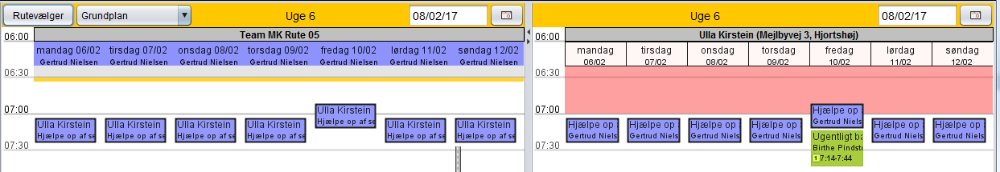 Rutevælger Grundplan Uge 6 08/02/17
Team MK Rute 05
06:00
mandag 06/02 tirsdag 07/02 onsdag 08/02 torsdag 09/02 fredag 10/02 lørdag 11/02 søndag 12/02
Gertrud Nielsen Gertrud Nielsen Gertrud Nielsen Gertrud Nielsen Gertrud Nielsen Gertrud Nielsen Gertrud Nielsen
06:30
07:00
Ulla Kirstein
Hjælpe op af se
Ulla Kirstein Ulla Kirstein Ulla Kirstein Ulla Kirstein Ulla Kirstein Ulla Kirstein
Hjælpe op af se Hjælpe op af se Hjælpe op af se Hjælpe op af se Hjælpe op af se Hjælpe op af se
07:30
Uge 6 08/02/17
Ulla Kirstein (Mejlbyvej 3, Hjortshøj)
06:00
mandag tirsdag onsdag torsdag fredag lørdag søndag
06/02 07/02 08/02 09/02 10/02 11/02 12/02
06:30
07:00
Hjælpe op
Gertrud Niels
Hjælpe op Hjælpe op Hjælpe op Hjælpe op Hjælpe op Hjælpe op
Gertrud Niels Gertrud Niels Gertrud Niels Gertrud Niels Gertrud Niels Gertrud Niels
Ugentligt ba
Birthe Pindst
1 7:14-7:44
07:30